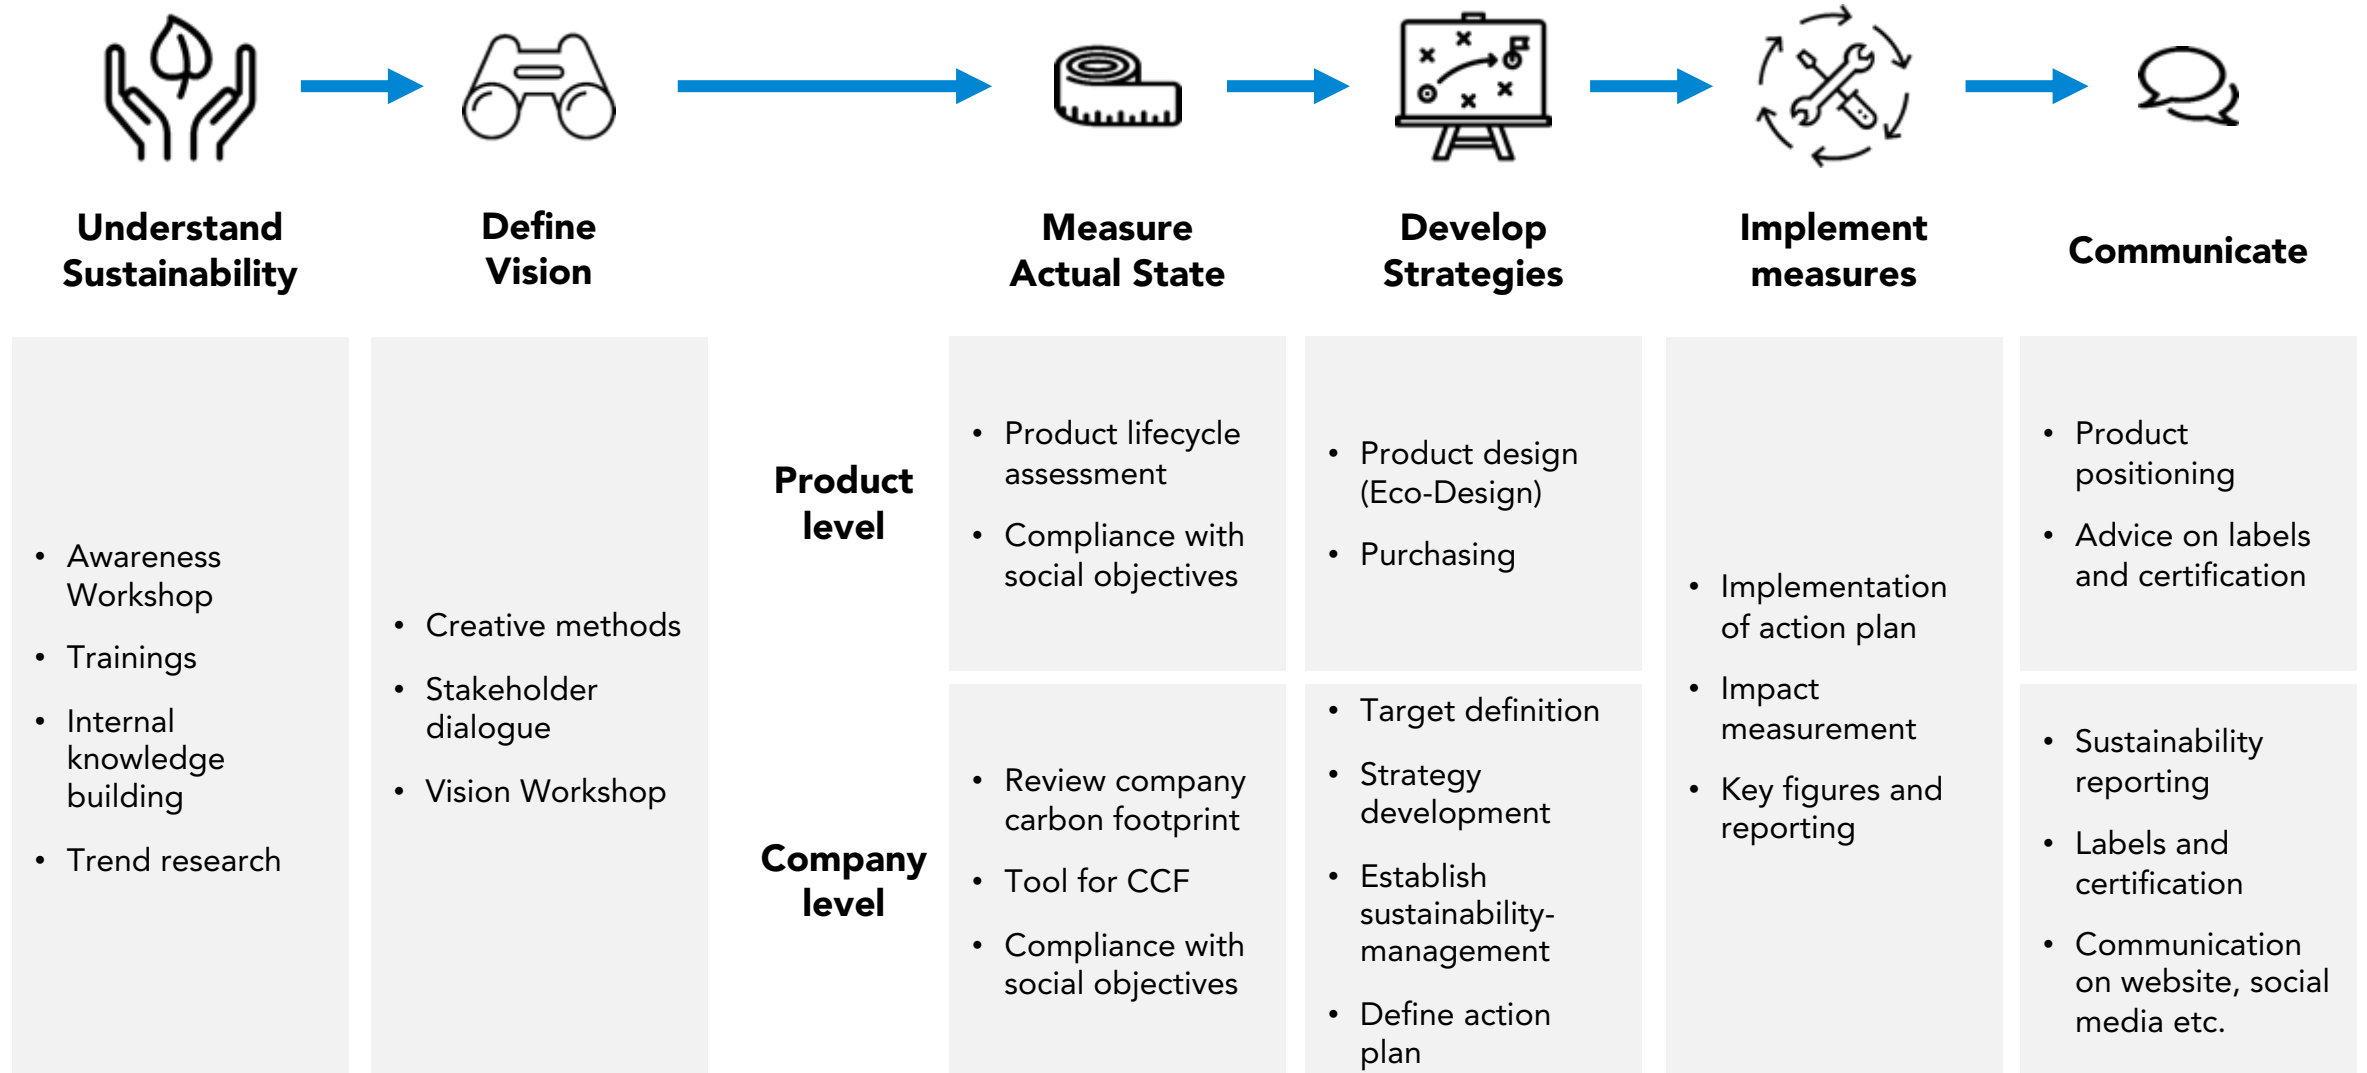 Understand
Sustainability
Define
Vision
Measure
Actual State
Develop
Strategies
Implement
measures
Communicate
• Awareness
Workshop
• Trainings
• Internal
knowledge
building
• Trend research
• Creative methods
• Stakeholder
dialogue
• Vision Workshop
Product
level
• Product lifecycle
assessment
• Compliance with
social objectives
• Product design
(Eco-Design)
• Purchasing
• Implementation
of action plan
• Impact
measurement
• Key figures and
reporting
• Product
positioning
• Advice on labels
and certification
Company
level
• Review company
carbon footprint
• Tool for CCF
• Compliance with
social objectives
• Target definition
• Strategy
development
• Establish
sustainability-
management
• Define action
plan
• Sustainability
reporting
• Labels and
certification
• Communication
on website, social
media etc.